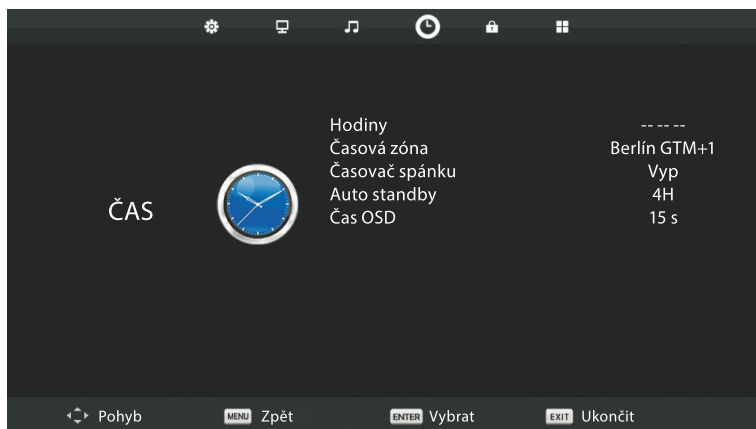 Hodiny -- -- --
Časová zóna Berlín GTM+1
Časovač spánku Vyp
Auto standby 4H
Čas OSD 15 s
ČAS
Pohyb MENU Zpět ENTER Vybrat EXIT Ukončit